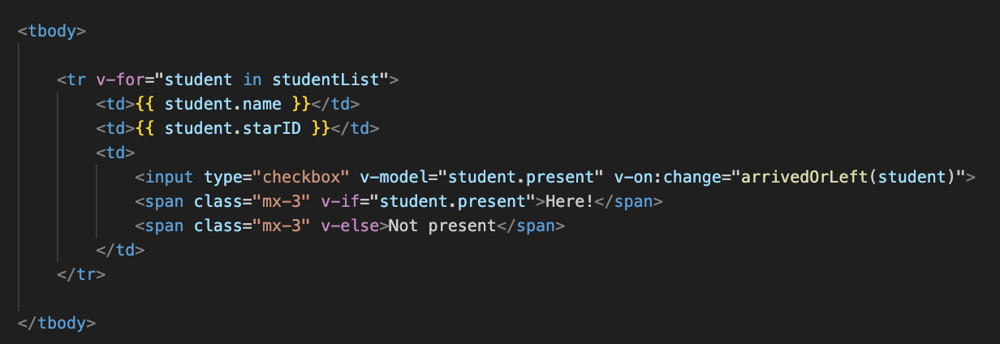 <tbody>
<tr v-for="student in studentList">
<td>{{ student.name }}</td>
<td>{{ student.starID }}</td>
<td>
<input type="checkbox" v-model="student.present" v-on:change="arrivedOrLeft(student)">
<span class="mx-3" v-if="student.present">Here!</span>
<span class="mx-3" v-else>Not present</span>
</td>
</tr>
</tbody>